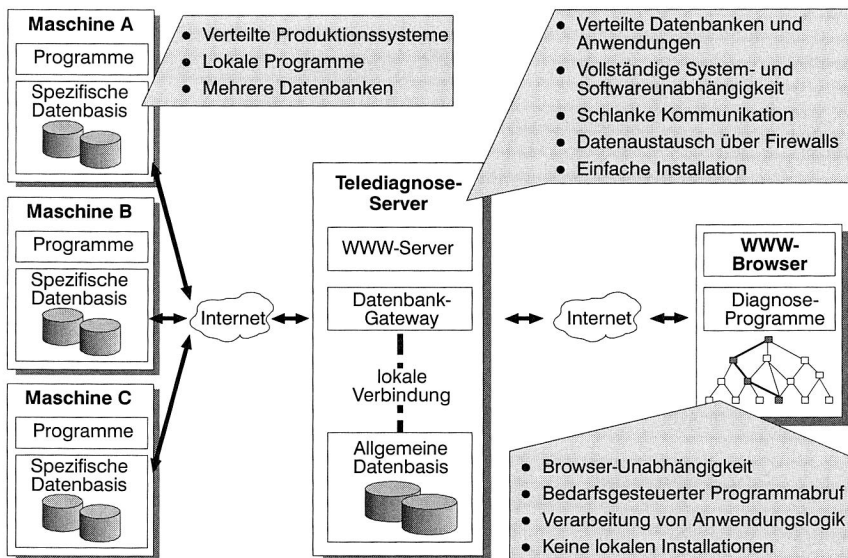 Maschine A
Programme
Spezifische
Datenbasis
Maschine B
Programme
Spezifische
Datenbasis
Maschine C
Programme
Spezifische
Datenbasis
• Verteilte Produktionssysteme
• Lokale Programme
• Mehrere Datenbanken
Internet
Telediagnose-
Server
WWW-Server
Datenbank-
Gateway
lokale
Verbindung
Allgemeine
Datenbasis
• Verteilte Datenbanken und
Anwendungen
• Vollständige System- und
Softwareunabhängigkeit
• Schlanke Kommunikation
• Datenaustausch über Firewalls
• Einfache Installation
Internet
WWW-
Browser
Diagnose-
Programme
• Browser-Unabhängigkeit
• Bedarfsgesteuerter Programmabruf
• Verarbeitung von Anwendungslogik
• Keine lokalen Installationen